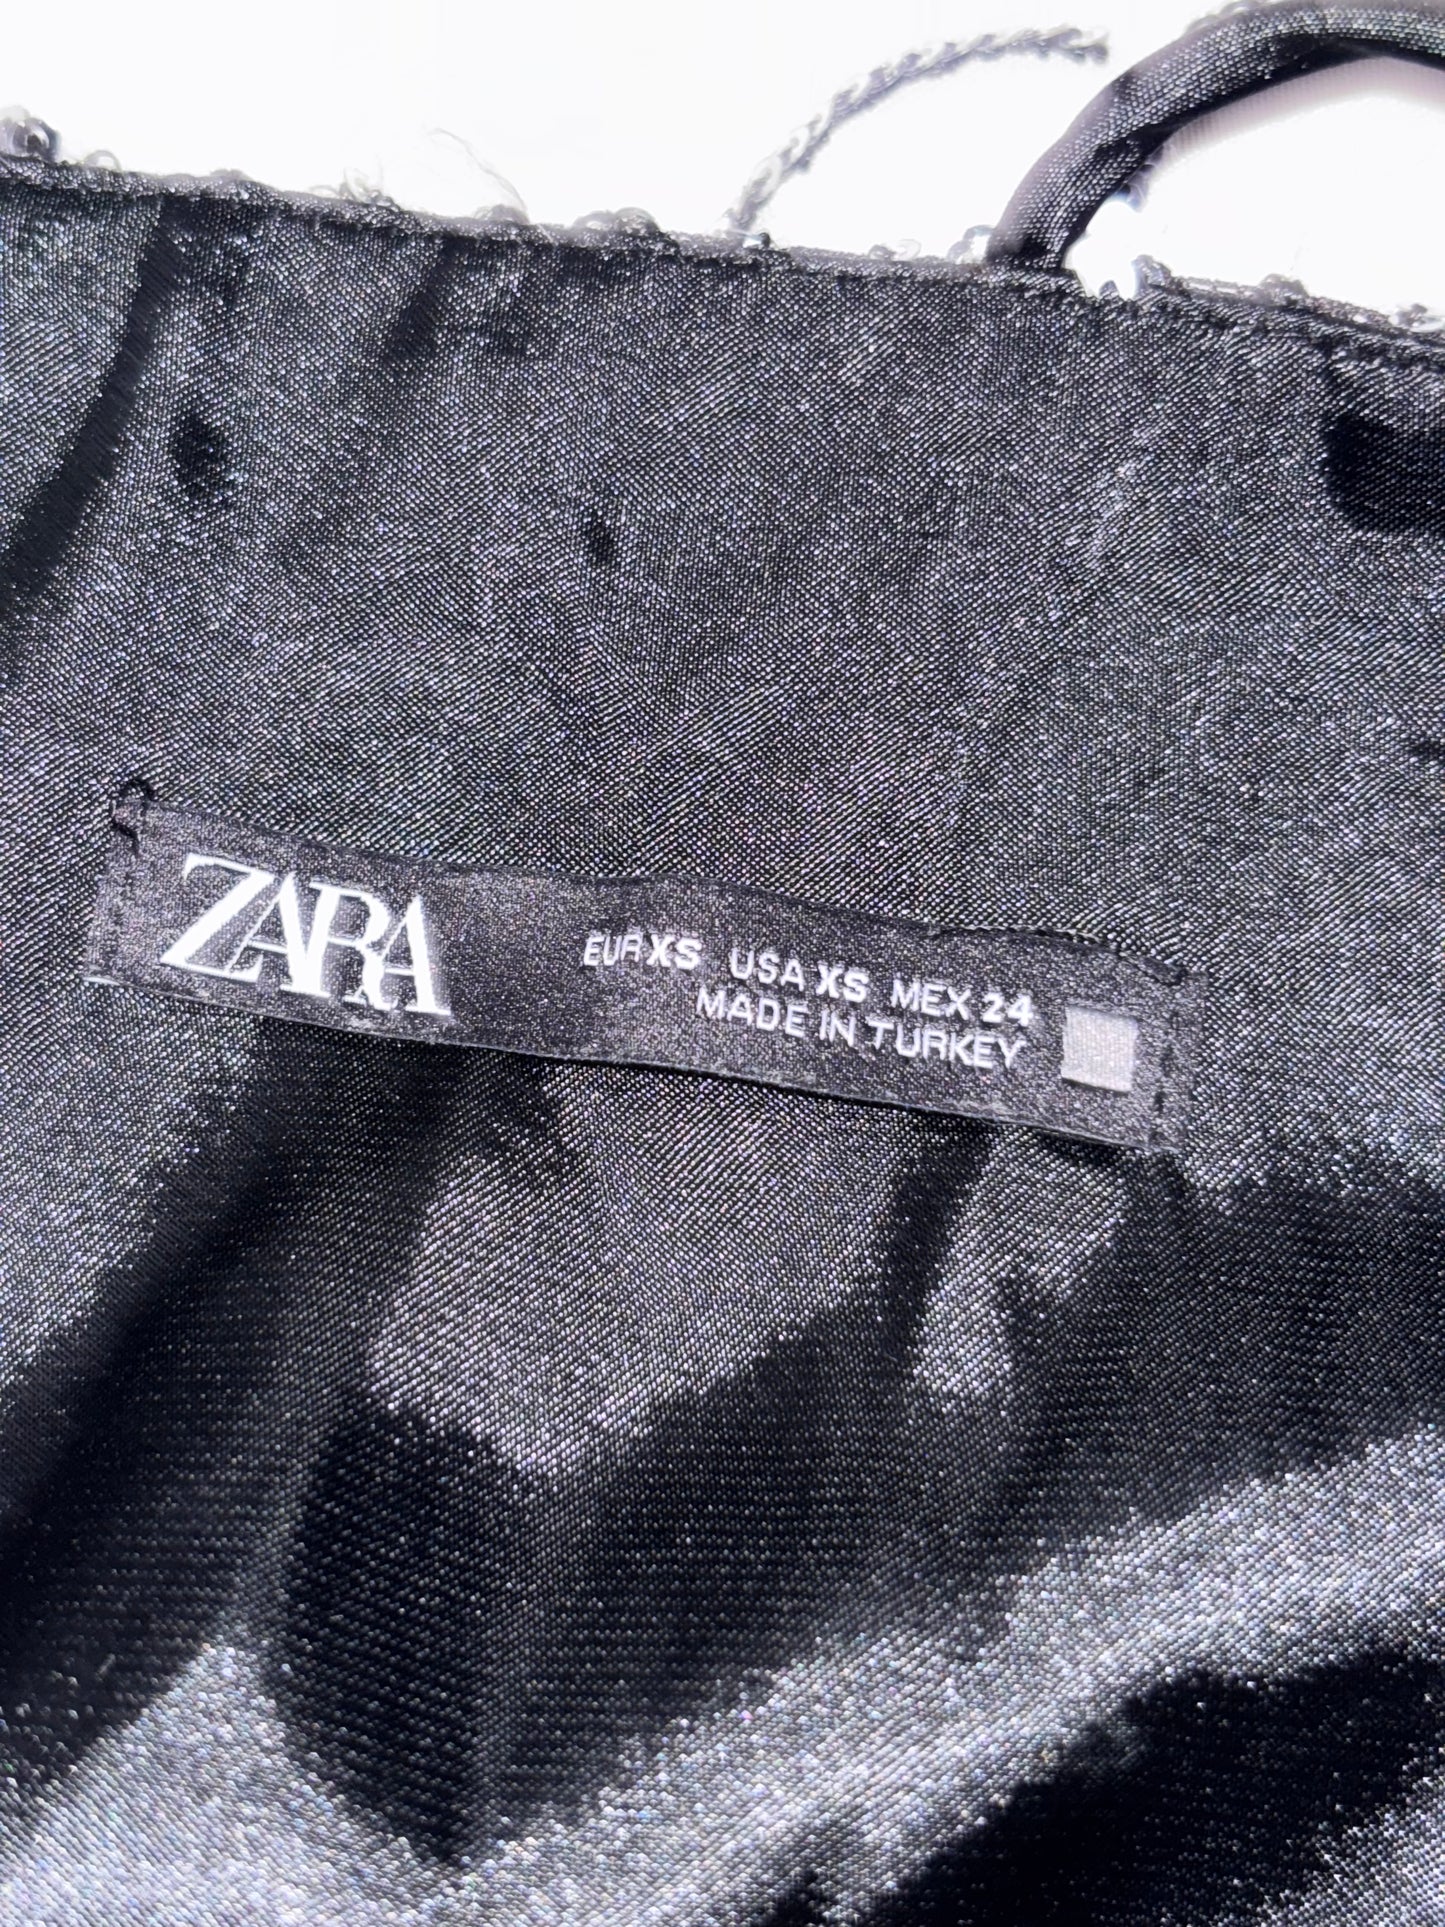 ZARA
EUR XS USA XS MEX 24
MADE IN TURKEY